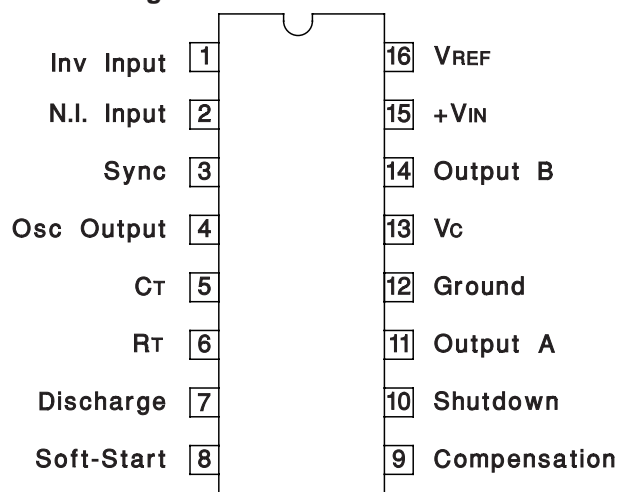 Inv Input 1 16 VREF
N.I. Input 2 15 +VIN
Sync 3 14 Output B
Osc Output 4 13 VC
CT 5 12 Ground
RT 6 11 Output A
Discharge 7 10 Shutdown
Soft-Start 8 9 Compensation